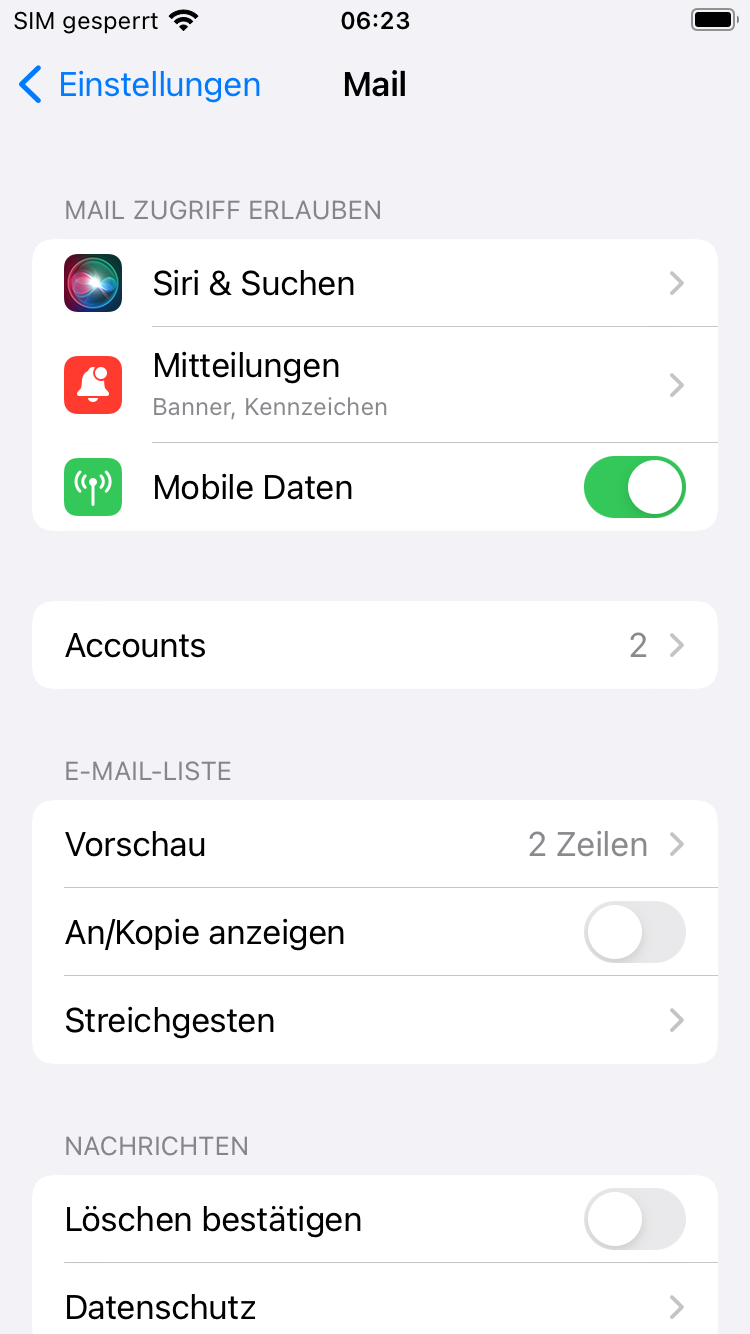 SIM gesperrt
06:23
Einstellungen
Mail
MAIL ZUGRIFF ERLAUBEN
Siri & Suchen
Mitteilungen
Banner, Kennzeichen
Mobile Daten
Accounts 2
E-MAIL-LISTE
Vorschau 2 Zeilen
An/Kopie anzeigen
Streichgesten
NACHRICHTEN
Löschen bestätigen
Datenschutz